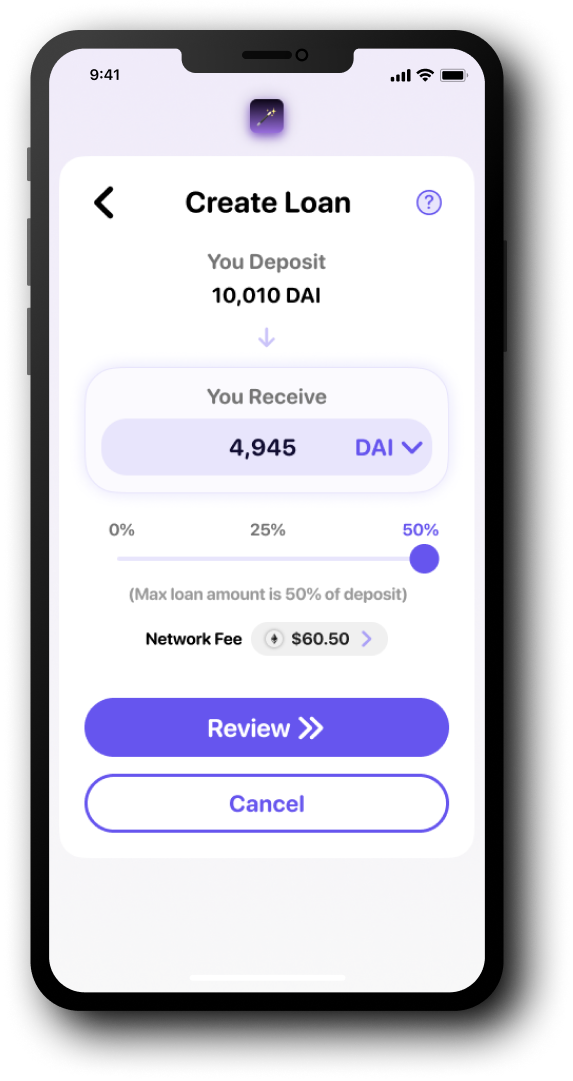 9:41
Create Loan
?
You Deposit
10,010 DAI
You Receive
4,945 DAI
0% 25% 50%
(Max loan amount is 50% of deposit)
Network Fee $60.50
Review
Cancel